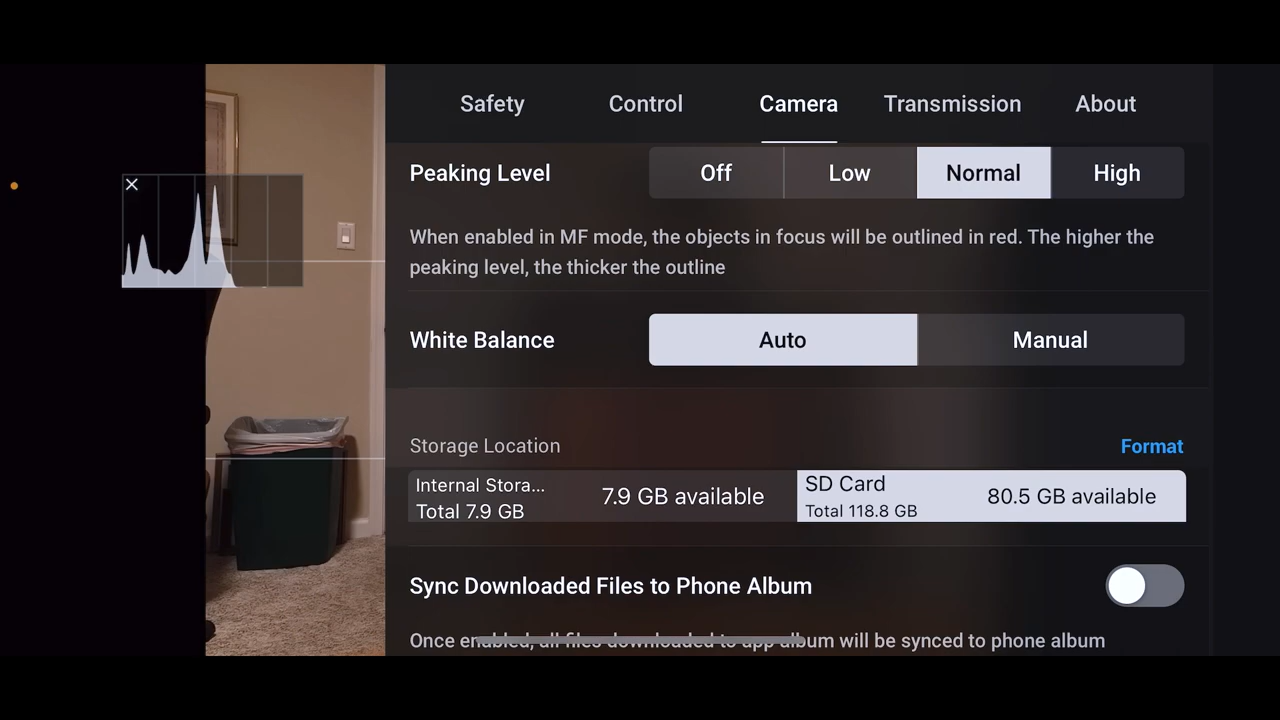 Safety Control Camera Transmission About
Peaking Level Off Low Normal High
When enabled in MF mode, the objects in focus will be outlined in red. The higher the
peaking level, the thicker the outline
White Balance Auto Manual
Storage Location Format
Internal Stora... 7.9 GB available
Total 7.9 GB
SD Card 80.5 GB available
Total 118.8 GB
Sync Downloaded Files to Phone Album
Once enabled, all files downloaded to app album will be synced to phone album